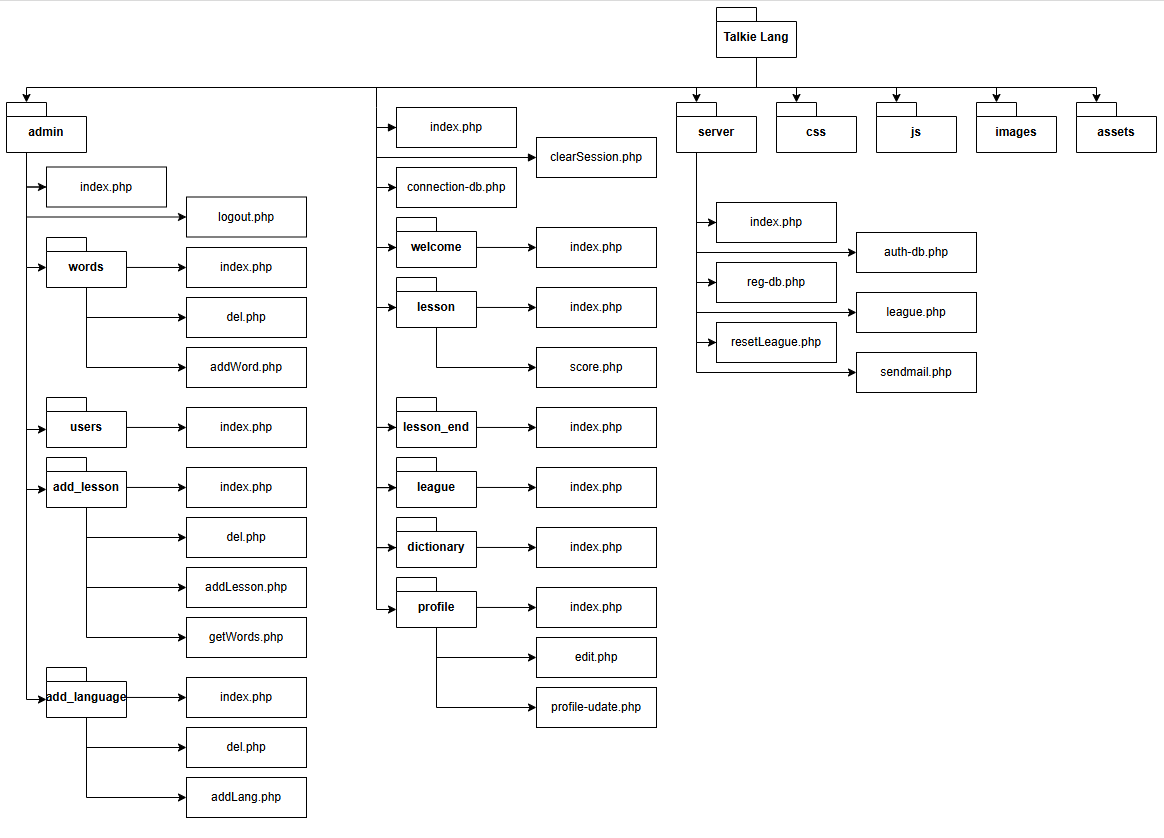 Talkie Lang
admin
server
css
js
images
assets
index.php
logout.php
words
index.php
del.php
addWord.php
users
index.php
add_lesson
index.php
del.php
addLesson.php
getWords.php
add_language
index.php
del.php
addLang.php
index.php
clearSession.php
connection-db.php
welcome
index.php
lesson
index.php
score.php
lesson_end
index.php
league
index.php
dictionary
index.php
profile
index.php
edit.php
profile-udate.php
index.php
auth-db.php
reg-db.php
league.php
resetLeague.php
sendmail.php